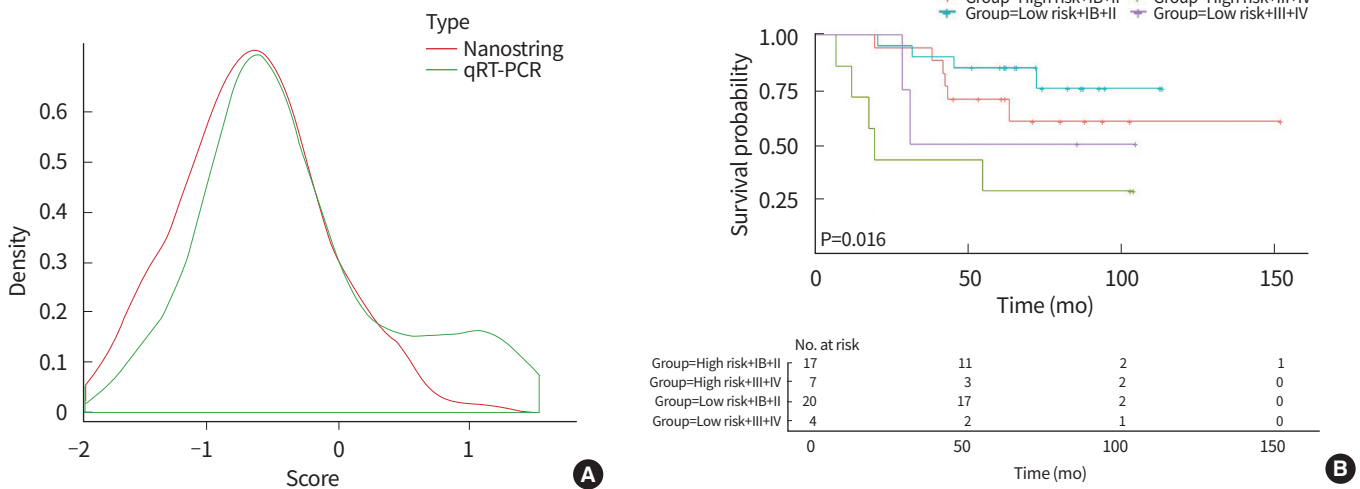 Type
Nanostring
qRT-PCR
Density
0.6
0.5
0.4
0.3
0.2
0.1
0
−2 −1 0 1
Score
A
Group=Low risk+IB+II Group=Low risk+III+IV
Survival probability
1.00
0.75
0.50
0.25
P=0.016
0 50 100 150
Time (mo)
No. at risk
Group=High risk+IB+II 17 11 2 1
Group=High risk+III+IV 7 3 2 0
Group=Low risk+IB+II 20 17 2 0
Group=Low risk+III+IV 4 2 1 0
0 50 100 150
Time (mo)
B